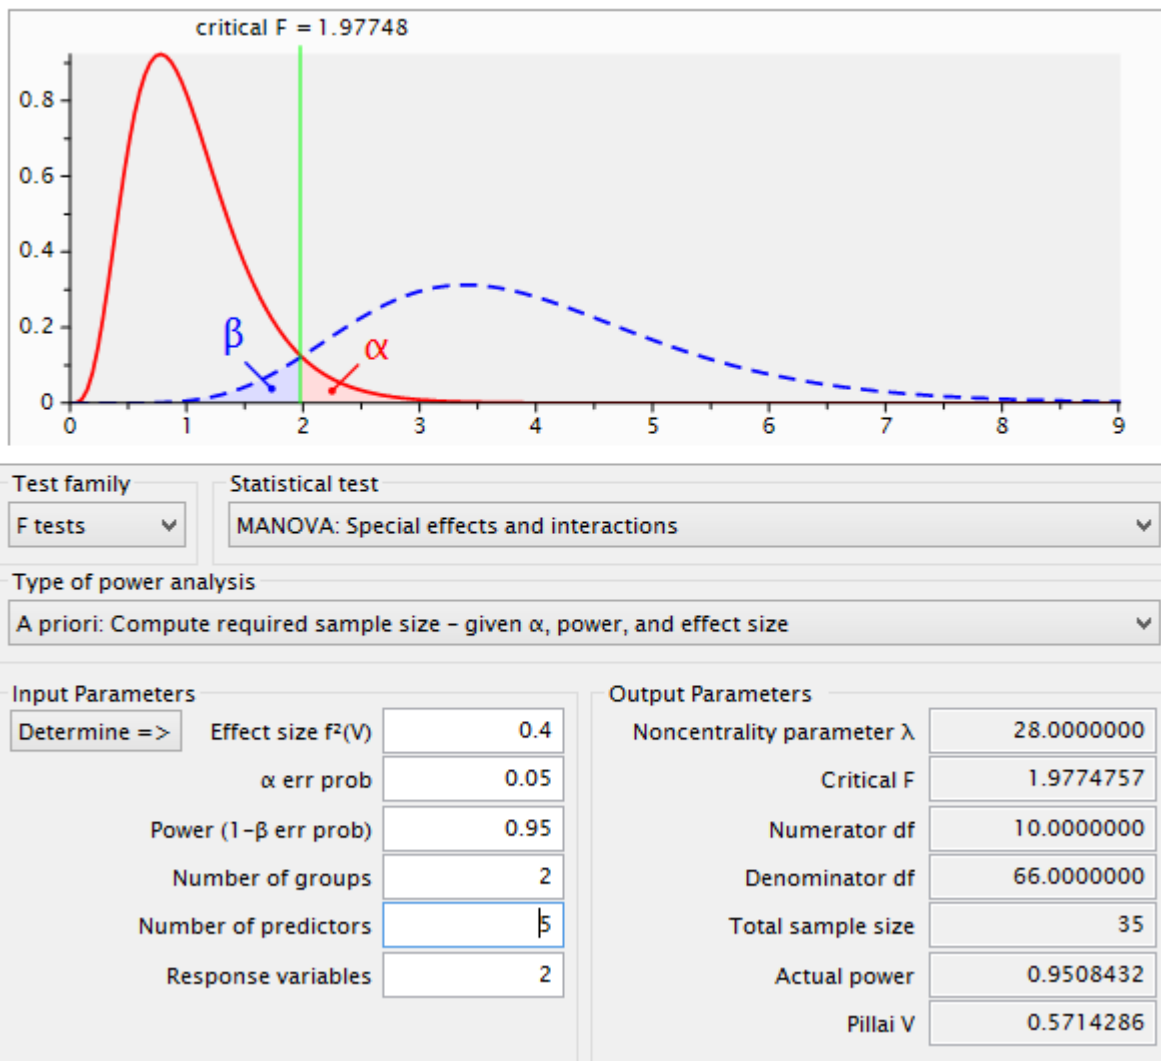 critical F = 1.97748
0.8
0.6
0.4
0.2
0
β
α
0 1 2 3 4 5 6 7 8 9
Test family
Statistical test
F tests
MANOVA: Special effects and interactions
Type of power analysis
A priori: Compute required sample size – given α, power, and effect size
Input Parameters
Output Parameters
Determine => Effect size f²(V) 0.4
Noncentrality parameter λ 28.0000000
α err prob 0.05
Critical F 1.9774757
Power (1-β err prob) 0.95
Numerator df 10.0000000
Number of groups 2
Denominator df 66.0000000
Number of predictors 5
Total sample size 35
Response variables 2
Actual power 0.9508432
Pillai V 0.5714286